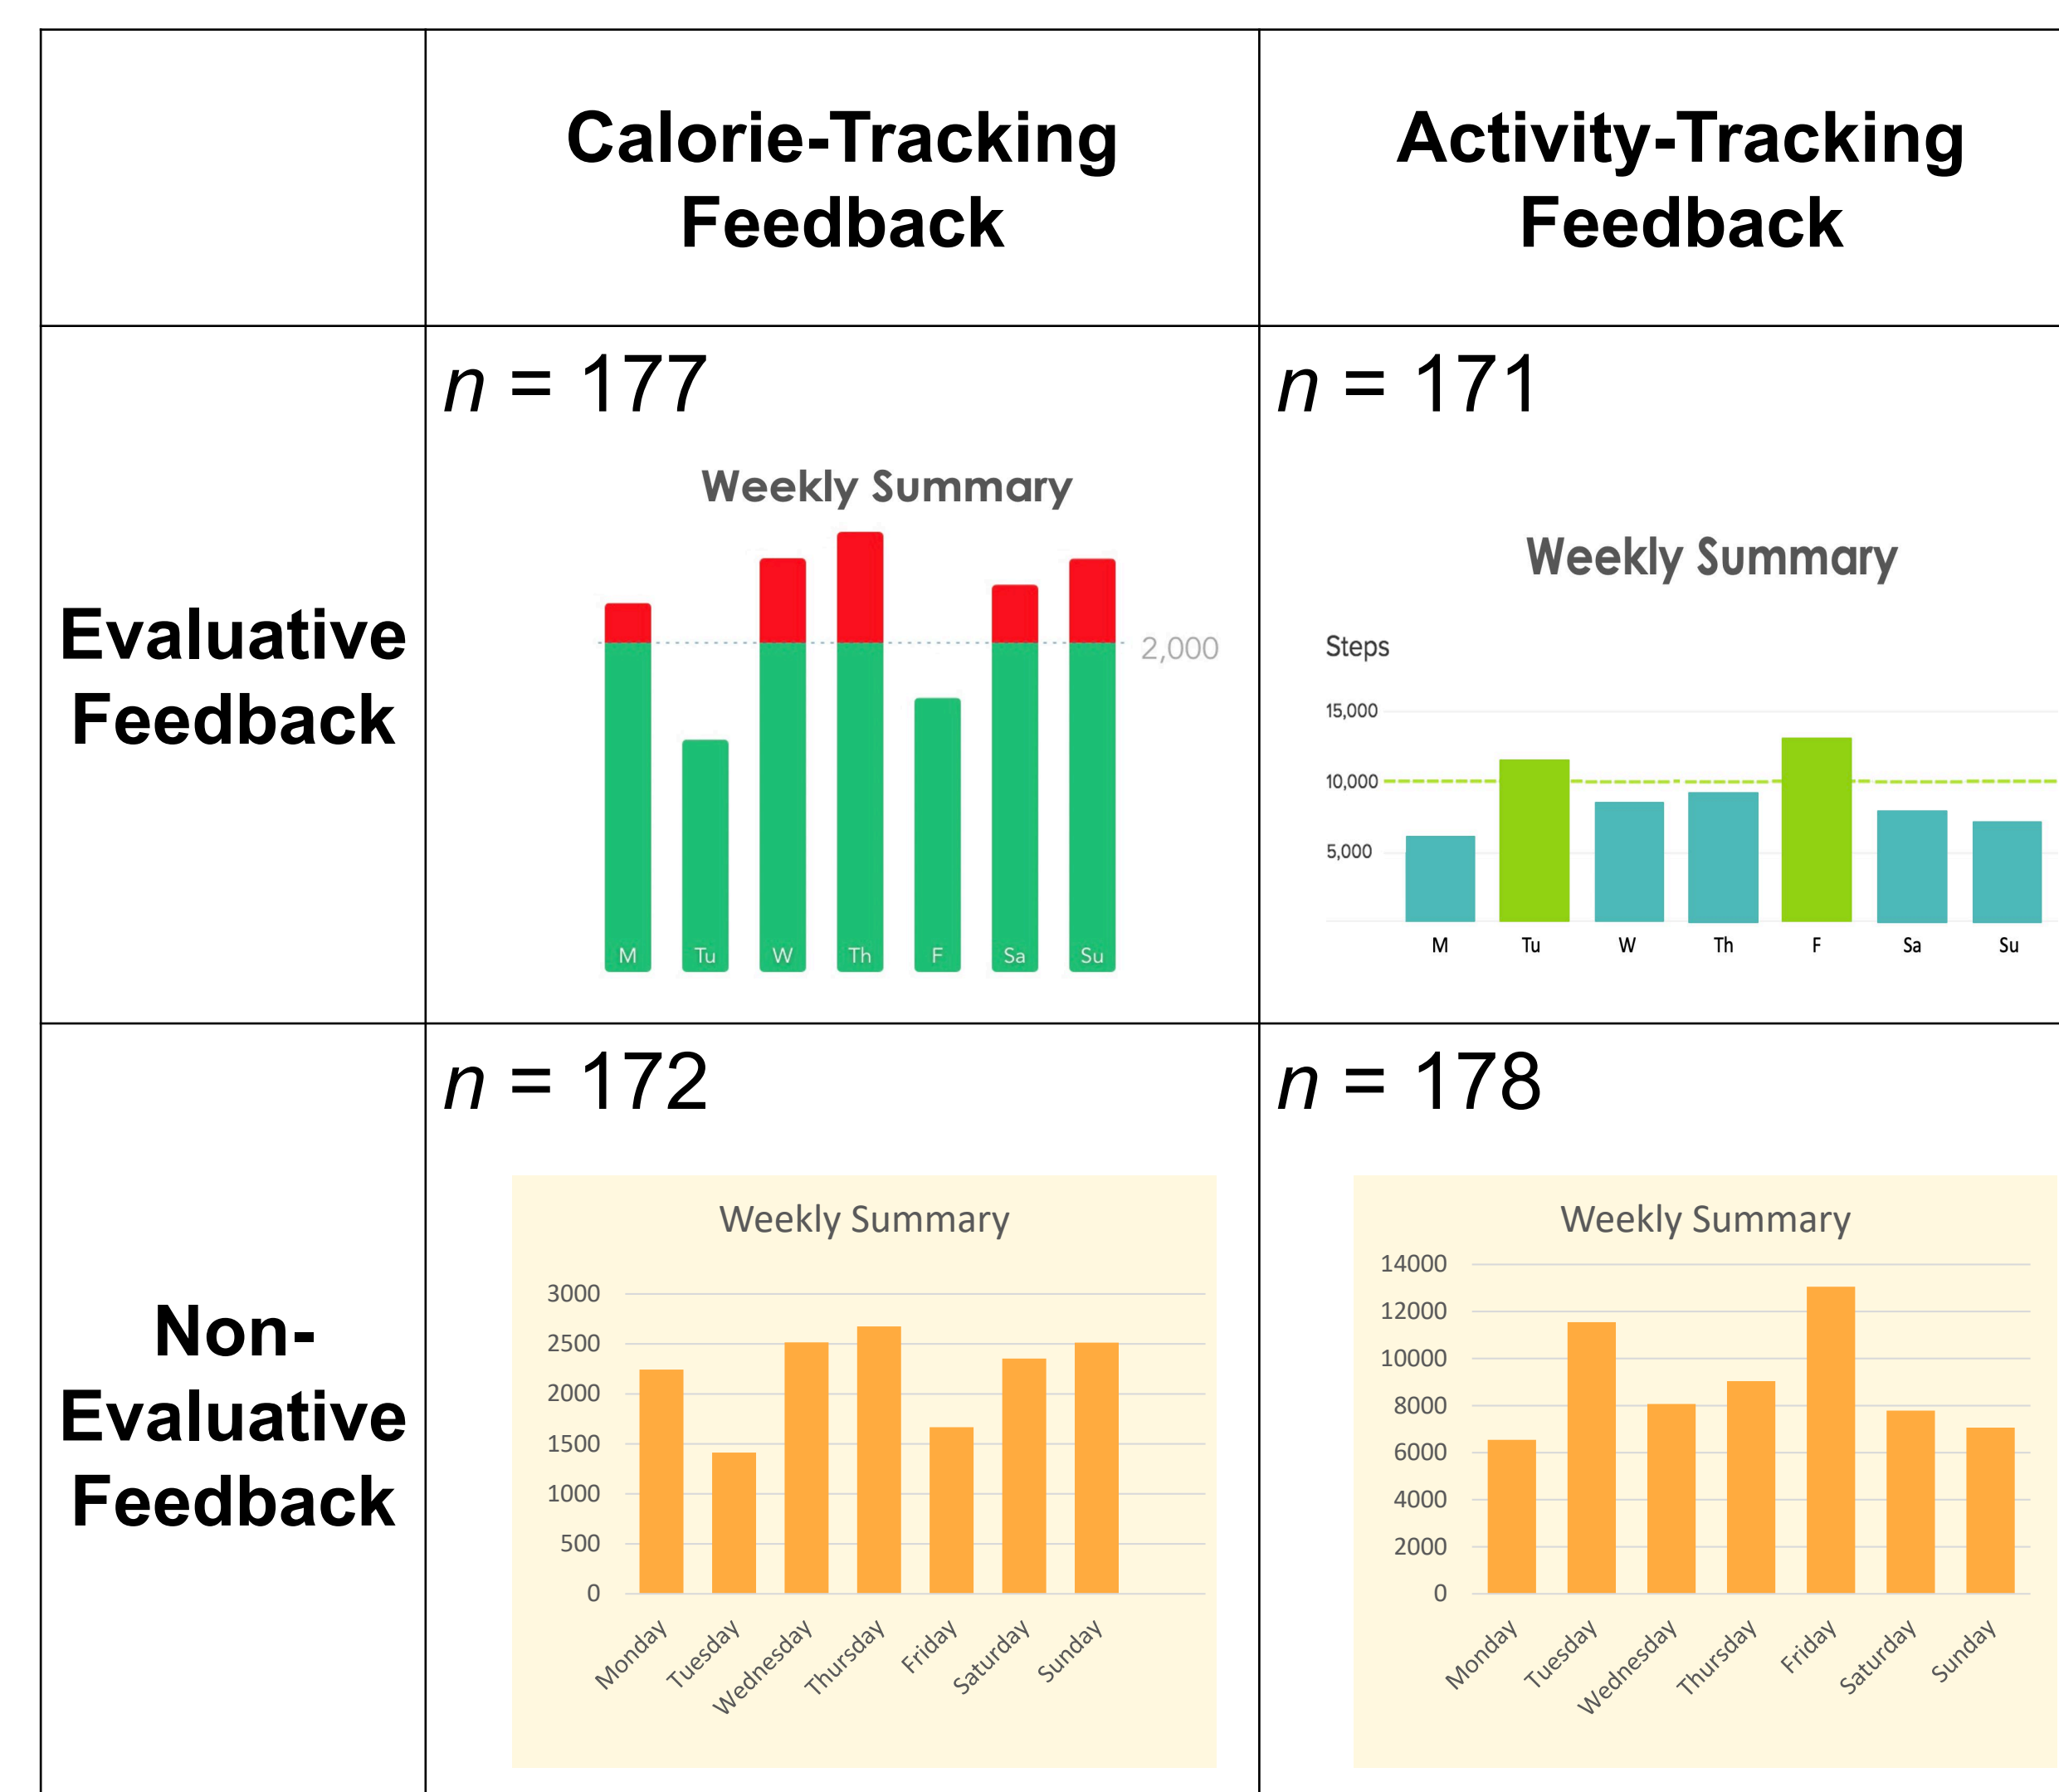 Calorie-Tracking
Feedback
Activity-Tracking
Feedback
Evaluative
Feedback
n = 177
Weekly Summary
2,000
M Tu W Th F Sa Su
n = 171
Weekly Summary
Steps
15,000
10,000
5,000
M Tu W Th F Sa Su
Non-
Evaluative
Feedback
n = 172
Weekly Summary
3000
2500
2000
1500
1000
500
0
Monday Tuesday Wednesday Thursday Friday Saturday Sunday
n = 178
Weekly Summary
14000
12000
10000
8000
6000
4000
2000
0
Monday Tuesday Wednesday Thursday Friday Saturday Sunday